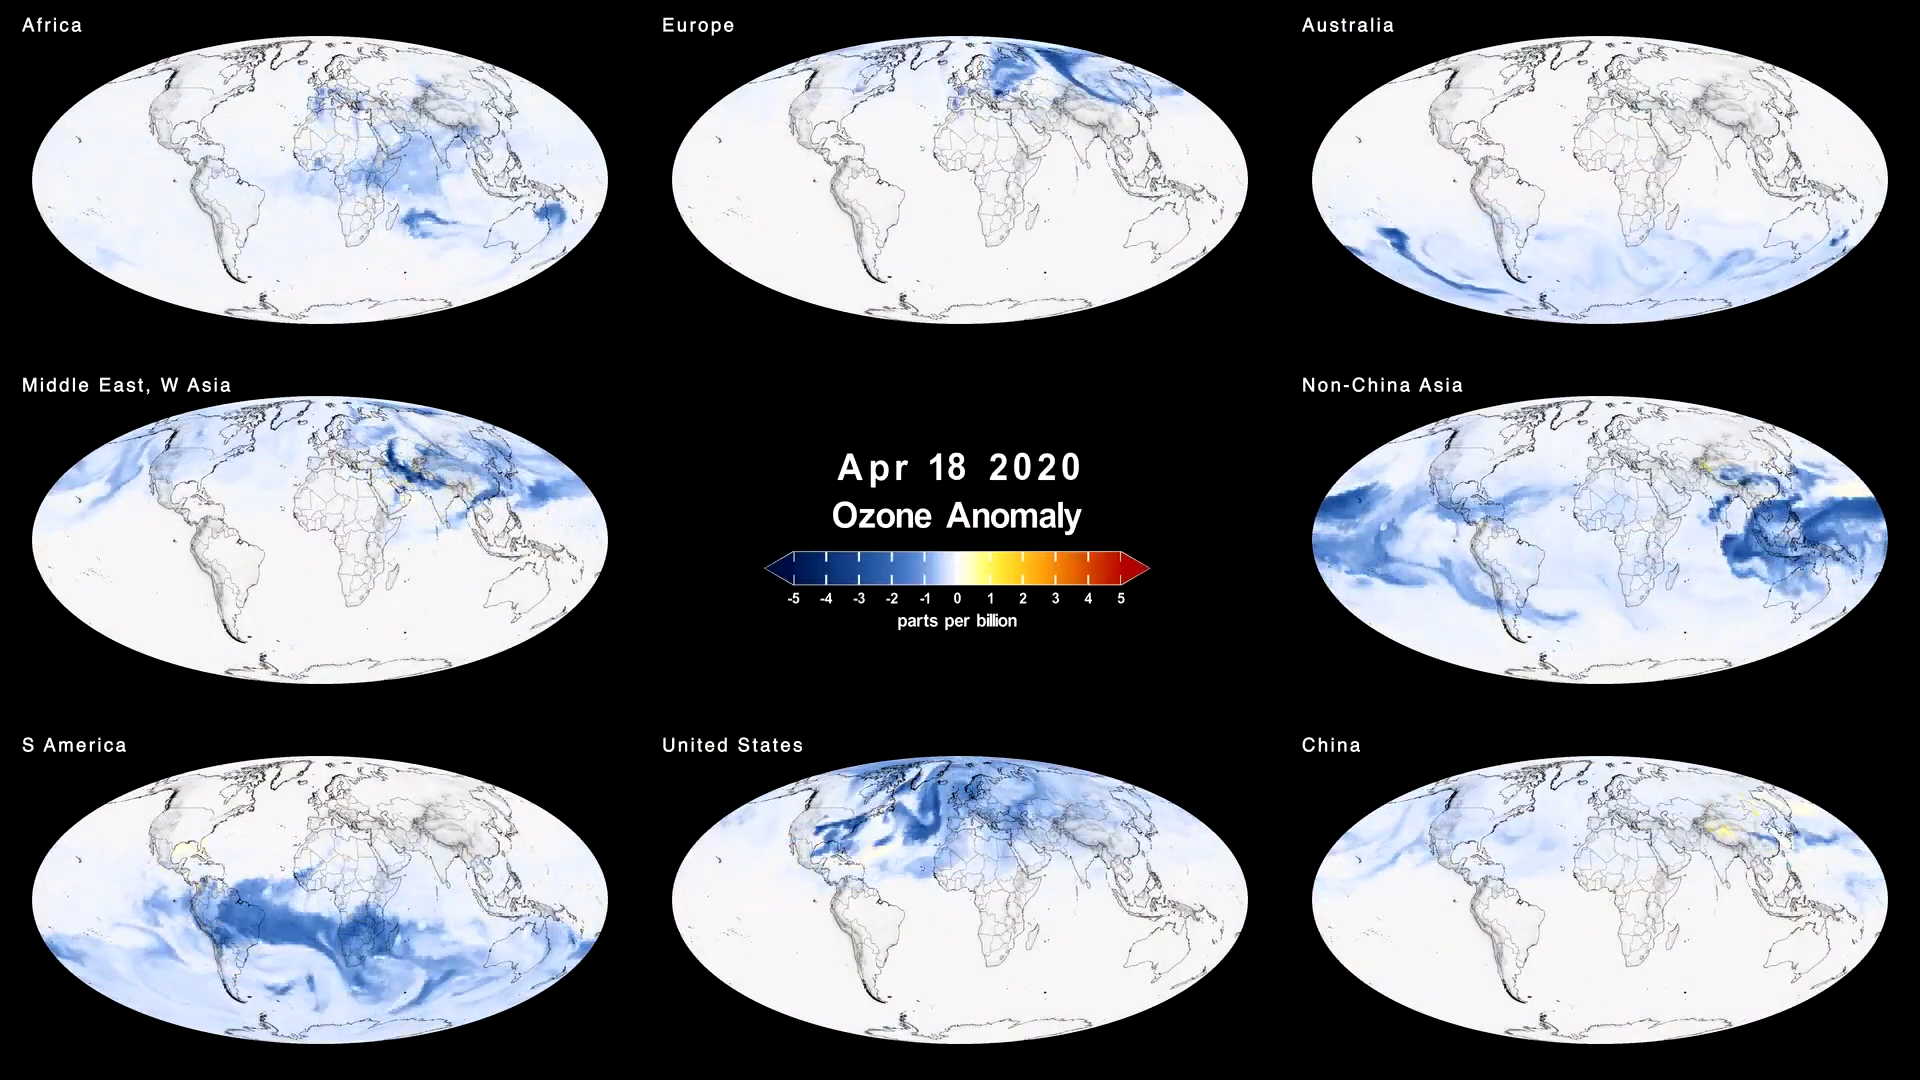 Africa
Europe
Australia
Middle East, W Asia
Non-China Asia
Apr 18 2020
Ozone Anomaly
-5 -4 -3 -2 -1 0 1 2 3 4 5
parts per billion
S America
United States
China